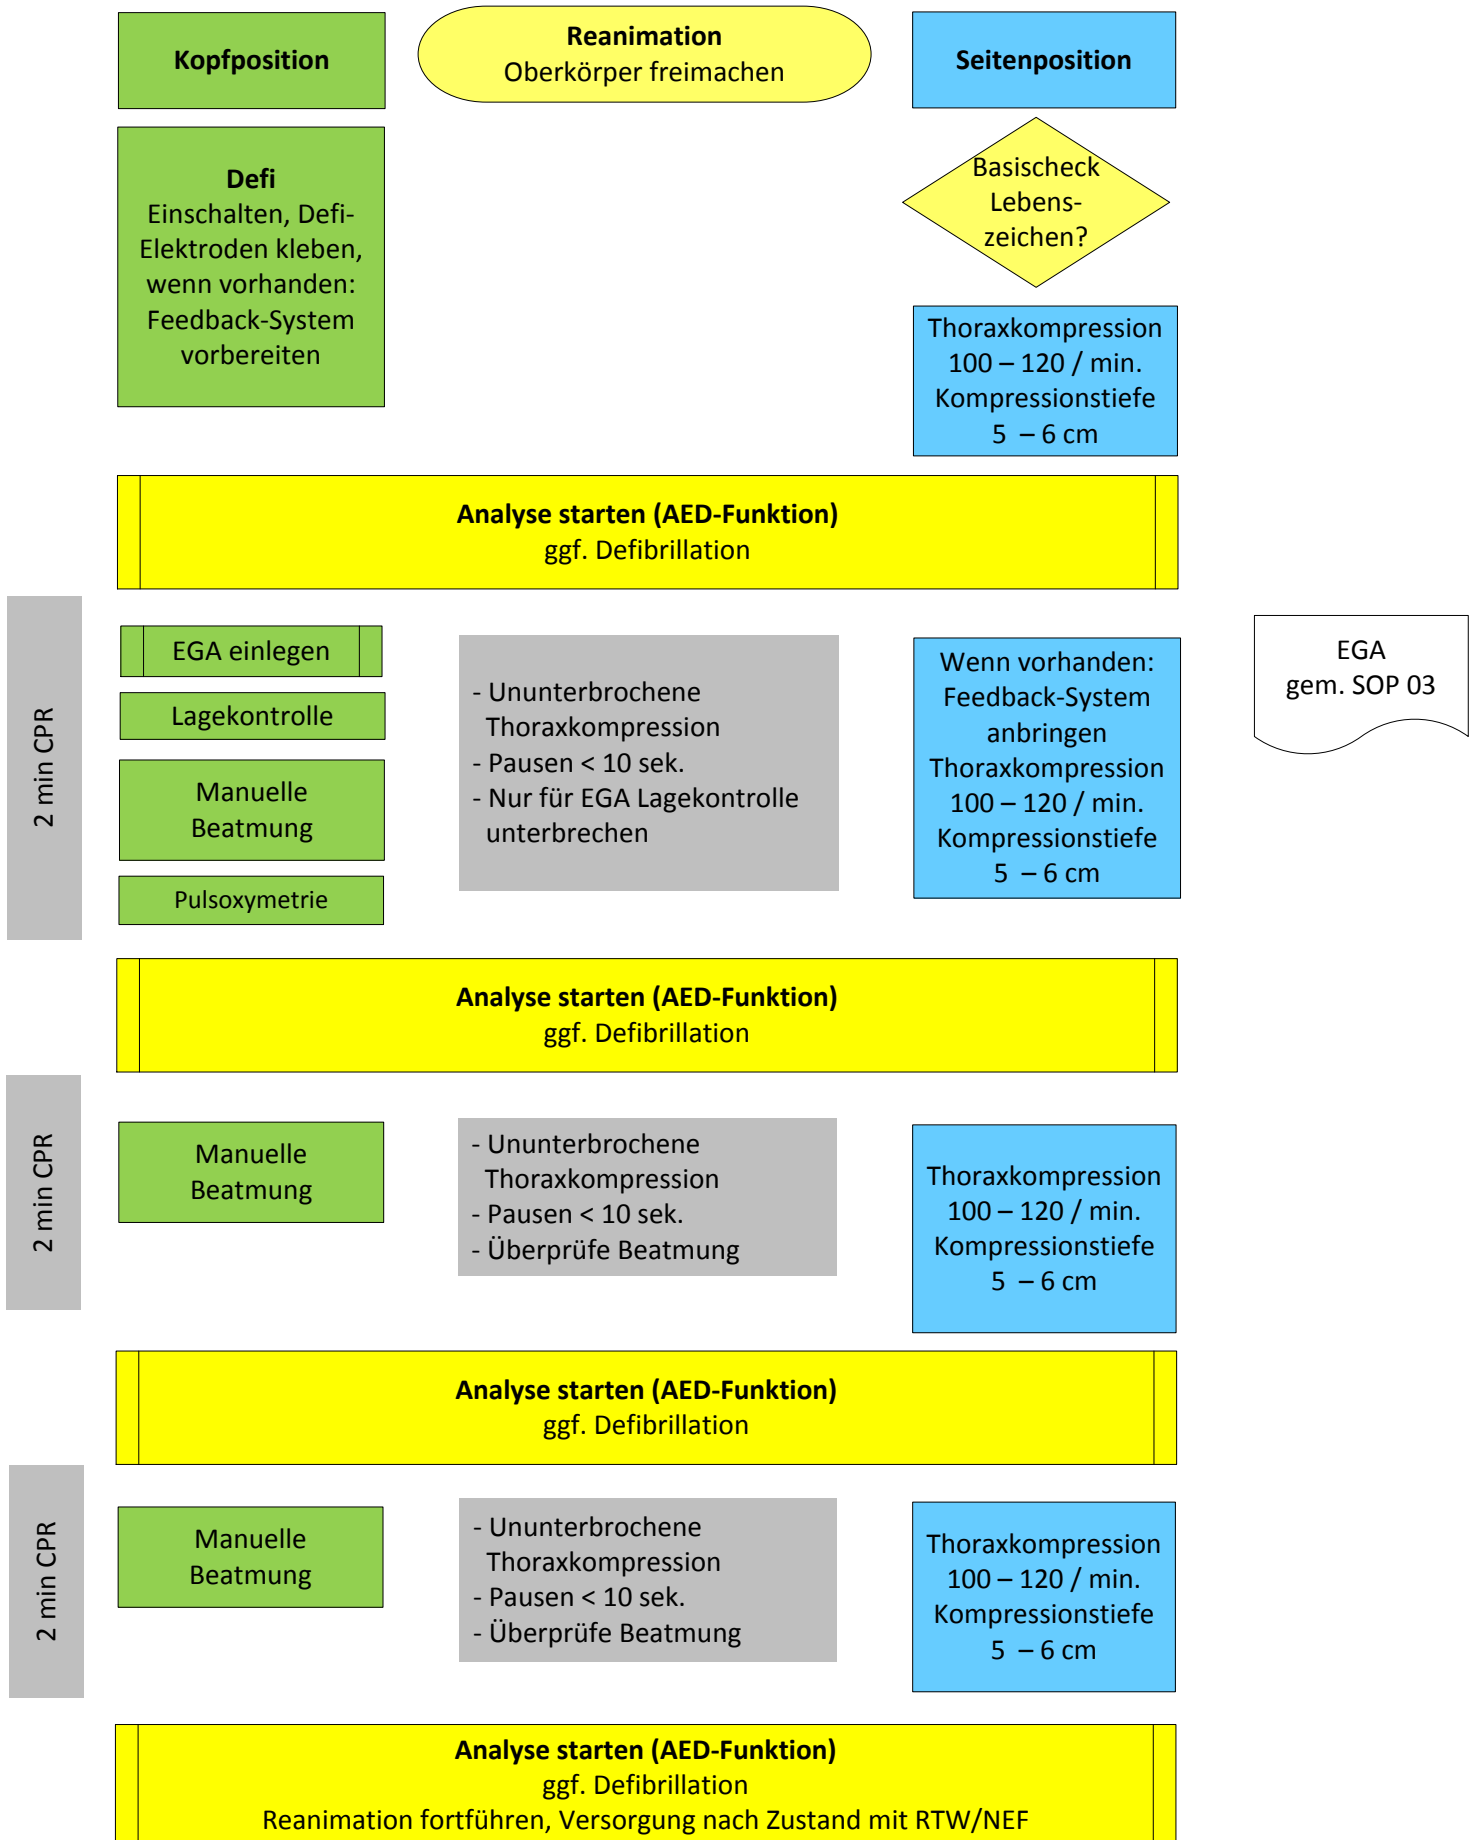 Kopfposition
Reanimation
Oberkörper freimachen
Seitenposition
Defi
Einschalten, Defi-
Elektroden kleben,
wenn vorhanden:
Feedback-System
vorbereiten
Basischeck
Lebens-
zeichen?
Thoraxkompression
100 – 120 / min.
Kompressionstiefe
5 – 6 cm
Analyse starten (AED-Funktion)
ggf. Defibrillation
2 min CPR
EGA einlegen
Lagekontrolle
Manuelle
Beatmung
Pulsoxymetrie
- Ununterbrochene
Thoraxkompression
- Pausen < 10 sek.
- Nur für EGA Lagekontrolle
unterbrechen
Wenn vorhanden:
Feedback-System
anbringen
Thoraxkompression
100 – 120 / min.
Kompressionstiefe
5 – 6 cm
EGA
gem. SOP 03
Analyse starten (AED-Funktion)
ggf. Defibrillation
2 min CPR
Manuelle
Beatmung
- Ununterbrochene
Thoraxkompression
- Pausen < 10 sek.
- Überprüfe Beatmung
Thoraxkompression
100 – 120 / min.
Kompressionstiefe
5 – 6 cm
Analyse starten (AED-Funktion)
ggf. Defibrillation
2 min CPR
Manuelle
Beatmung
- Ununterbrochene
Thoraxkompression
- Pausen < 10 sek.
- Überprüfe Beatmung
Thoraxkompression
100 – 120 / min.
Kompressionstiefe
5 – 6 cm
Analyse starten (AED-Funktion)
ggf. Defibrillation
Reanimation fortführen, Versorgung nach Zustand mit RTW/NEF